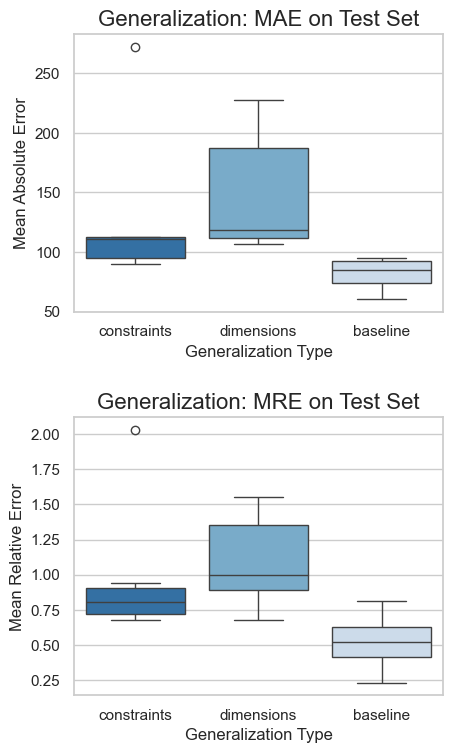 Generalization: MAE on Test Set
250
200
150
100
50
Mean Absolute Error
constraints dimensions baseline
Generalization Type
Generalization: MRE on Test Set
2.00
1.75
1.50
1.25
1.00
0.75
0.50
0.25
Mean Relative Error
constraints dimensions baseline
Generalization Type